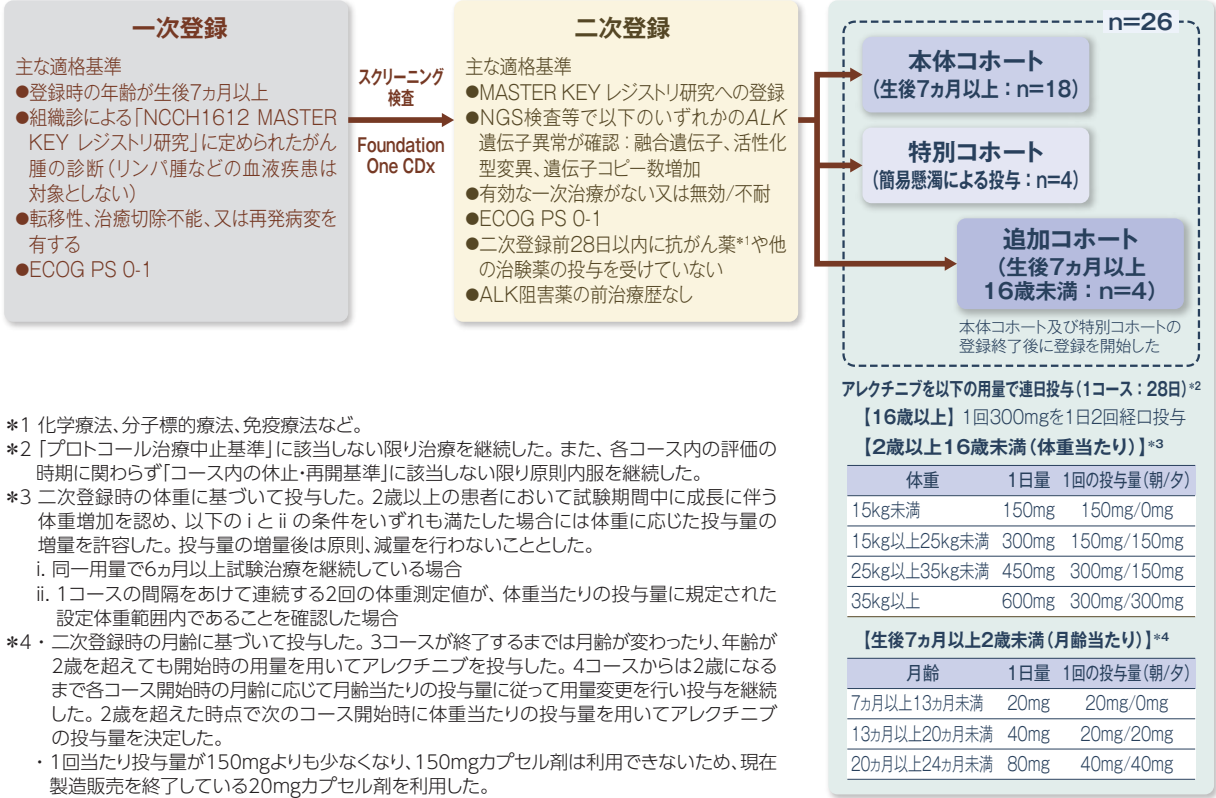 一次登録
主な適格基準
●登録時の年齢が生後7ヵ月以上
●組織診による「NCCH1612 MASTER
KEY レジストリ研究」に定められたがん
腫の診断（リンパ腫などの血液疾患は
対象としない）
●転移性、治癒切除不能、又は再発病変を
有する
●ECOG PS 0-1
スクリーニング
検査
Foundation
One CDx
二次登録
主な適格基準
●MASTER KEY レジストリ研究への登録
●NGS検査等で以下のいずれかのALK
遺伝子異常が確認：融合遺伝子、活性化
型変異、遺伝子コピー数増加
●有効な一次治療がない又は無効/不耐
●ECOG PS 0-1
●二次登録前28日以内に抗がん薬*1や他
の治験薬の投与を受けていない
●ALK阻害薬の前治療歴なし
n=26
本体コホート
（生後7ヵ月以上：n=18）
特別コホート
（簡易懸濁による投与：n=4）
追加コホート
（生後7ヵ月以上
16歳未満：n=4）
本体コホート及び特別コホートの
登録終了後に登録を開始した
アレクチニブを以下の用量で連日投与（1コース：28日）*2
【16歳以上】1回300mgを1日2回経口投与
【2歳以上16歳未満（体重当たり）】*3
体重 1日量 1回の投与量（朝/夕）
15kg未満 150mg 150mg/0mg
15kg以上25kg未満 300mg 150mg/150mg
25kg以上35kg未満 450mg 300mg/150mg
35kg以上 600mg 300mg/300mg
【生後7ヵ月以上2歳未満（月齢当たり）】*4
月齢 1日量 1回の投与量（朝/夕）
7ヵ月以上13ヵ月未満 20mg 20mg/0mg
13ヵ月以上20ヵ月未満 40mg 20mg/20mg
20ヵ月以上24ヵ月未満 80mg 40mg/40mg
*1 化学療法、分子標的療法、免疫療法など。
*2 「プロトコール治療中止基準」に該当しない限り治療を継続した。また、各コース内の評価の
時期に関わらず「コース内の休止・再開基準」に該当しない限り原則内服を継続した。
*3 二次登録時の体重に基づいて投与した。2歳以上の患者において試験期間中に成長に伴う
体重増加を認め、以下の i と ii の条件をいずれも満たした場合には体重に応じた投与量の
増量を許容した。投与量の増量後は原則、減量を行わないこととした。
i. 同一用量で6ヵ月以上試験治療を継続している場合
ii. 1コースの間隔をあけて連続する2回の体重測定値が、体重当たりの投与量に規定された
設定体重範囲内であることを確認した場合
*4・ 二次登録時の月齢に基づいて投与した。3コースが終了するまでは月齢が変わったり、年齢が
2歳を超えても開始時の用量を用いてアレクチニブを投与した。4コースからは2歳になる
まで各コース開始時の月齢に応じて月齢当たりの投与量に従って用量変更を行い投与を継続
した。2歳を超えた時点で次のコース開始時に体重当たりの投与量を用いてアレクチニブ
の投与量を決定した。
・1回当たり投与量が150mgよりも少なくなり、150mgカプセル剤は利用できないため、現在
製造販売を終了している20mgカプセル剤を利用した。